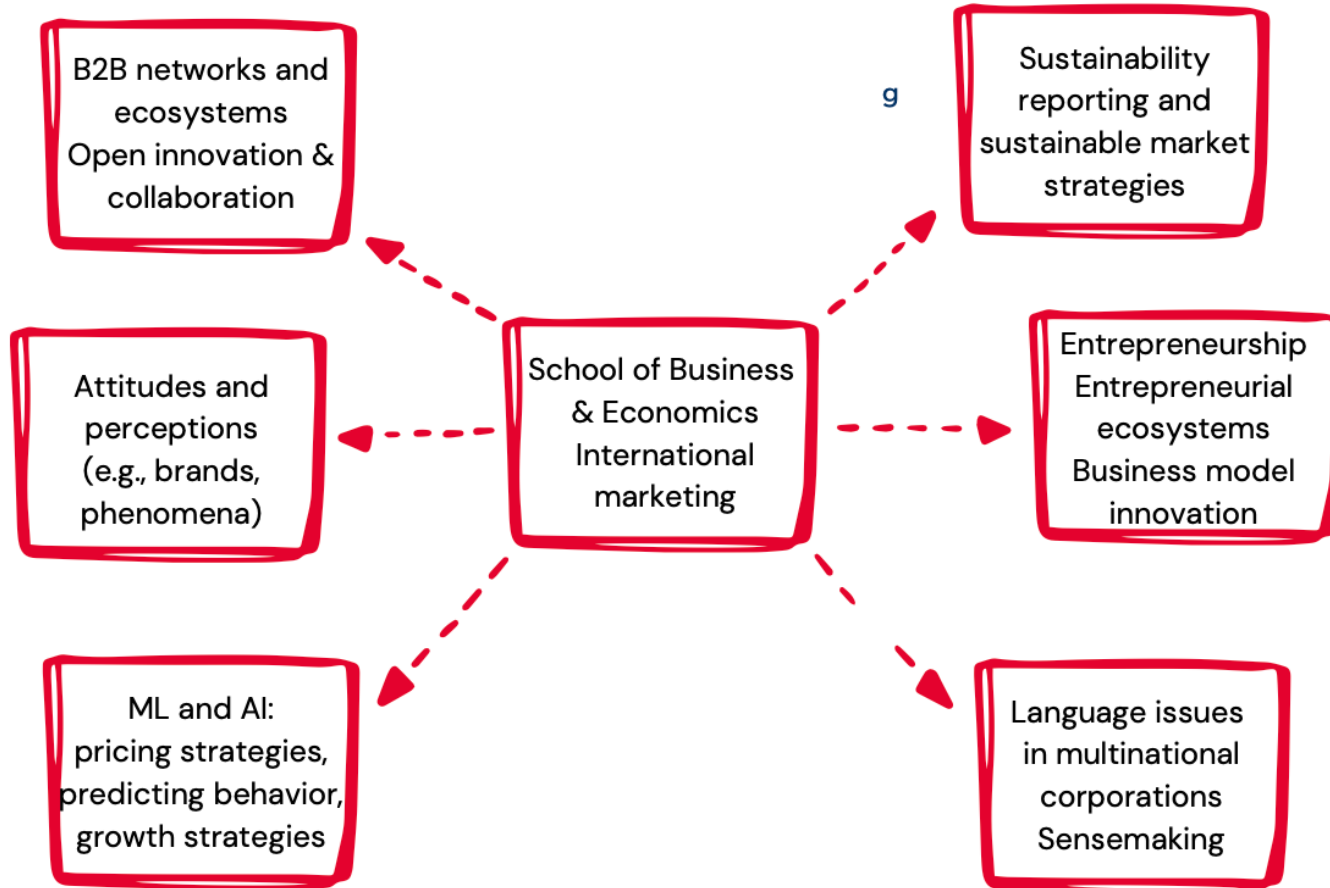 B2B networks and
ecosystems
Open innovation &
collaboration
g
Sustainability
reporting and
sustainable market
strategies
Attitudes and
perceptions
(e.g., brands,
phenomena)
School of Business
& Economics
International
marketing
Entrepreneurship
Entrepreneurial
ecosystems
Business model
innovation
ML and AI:
pricing strategies,
predicting behavior,
growth strategies
Language issues
in multinational
corporations
Sensemaking